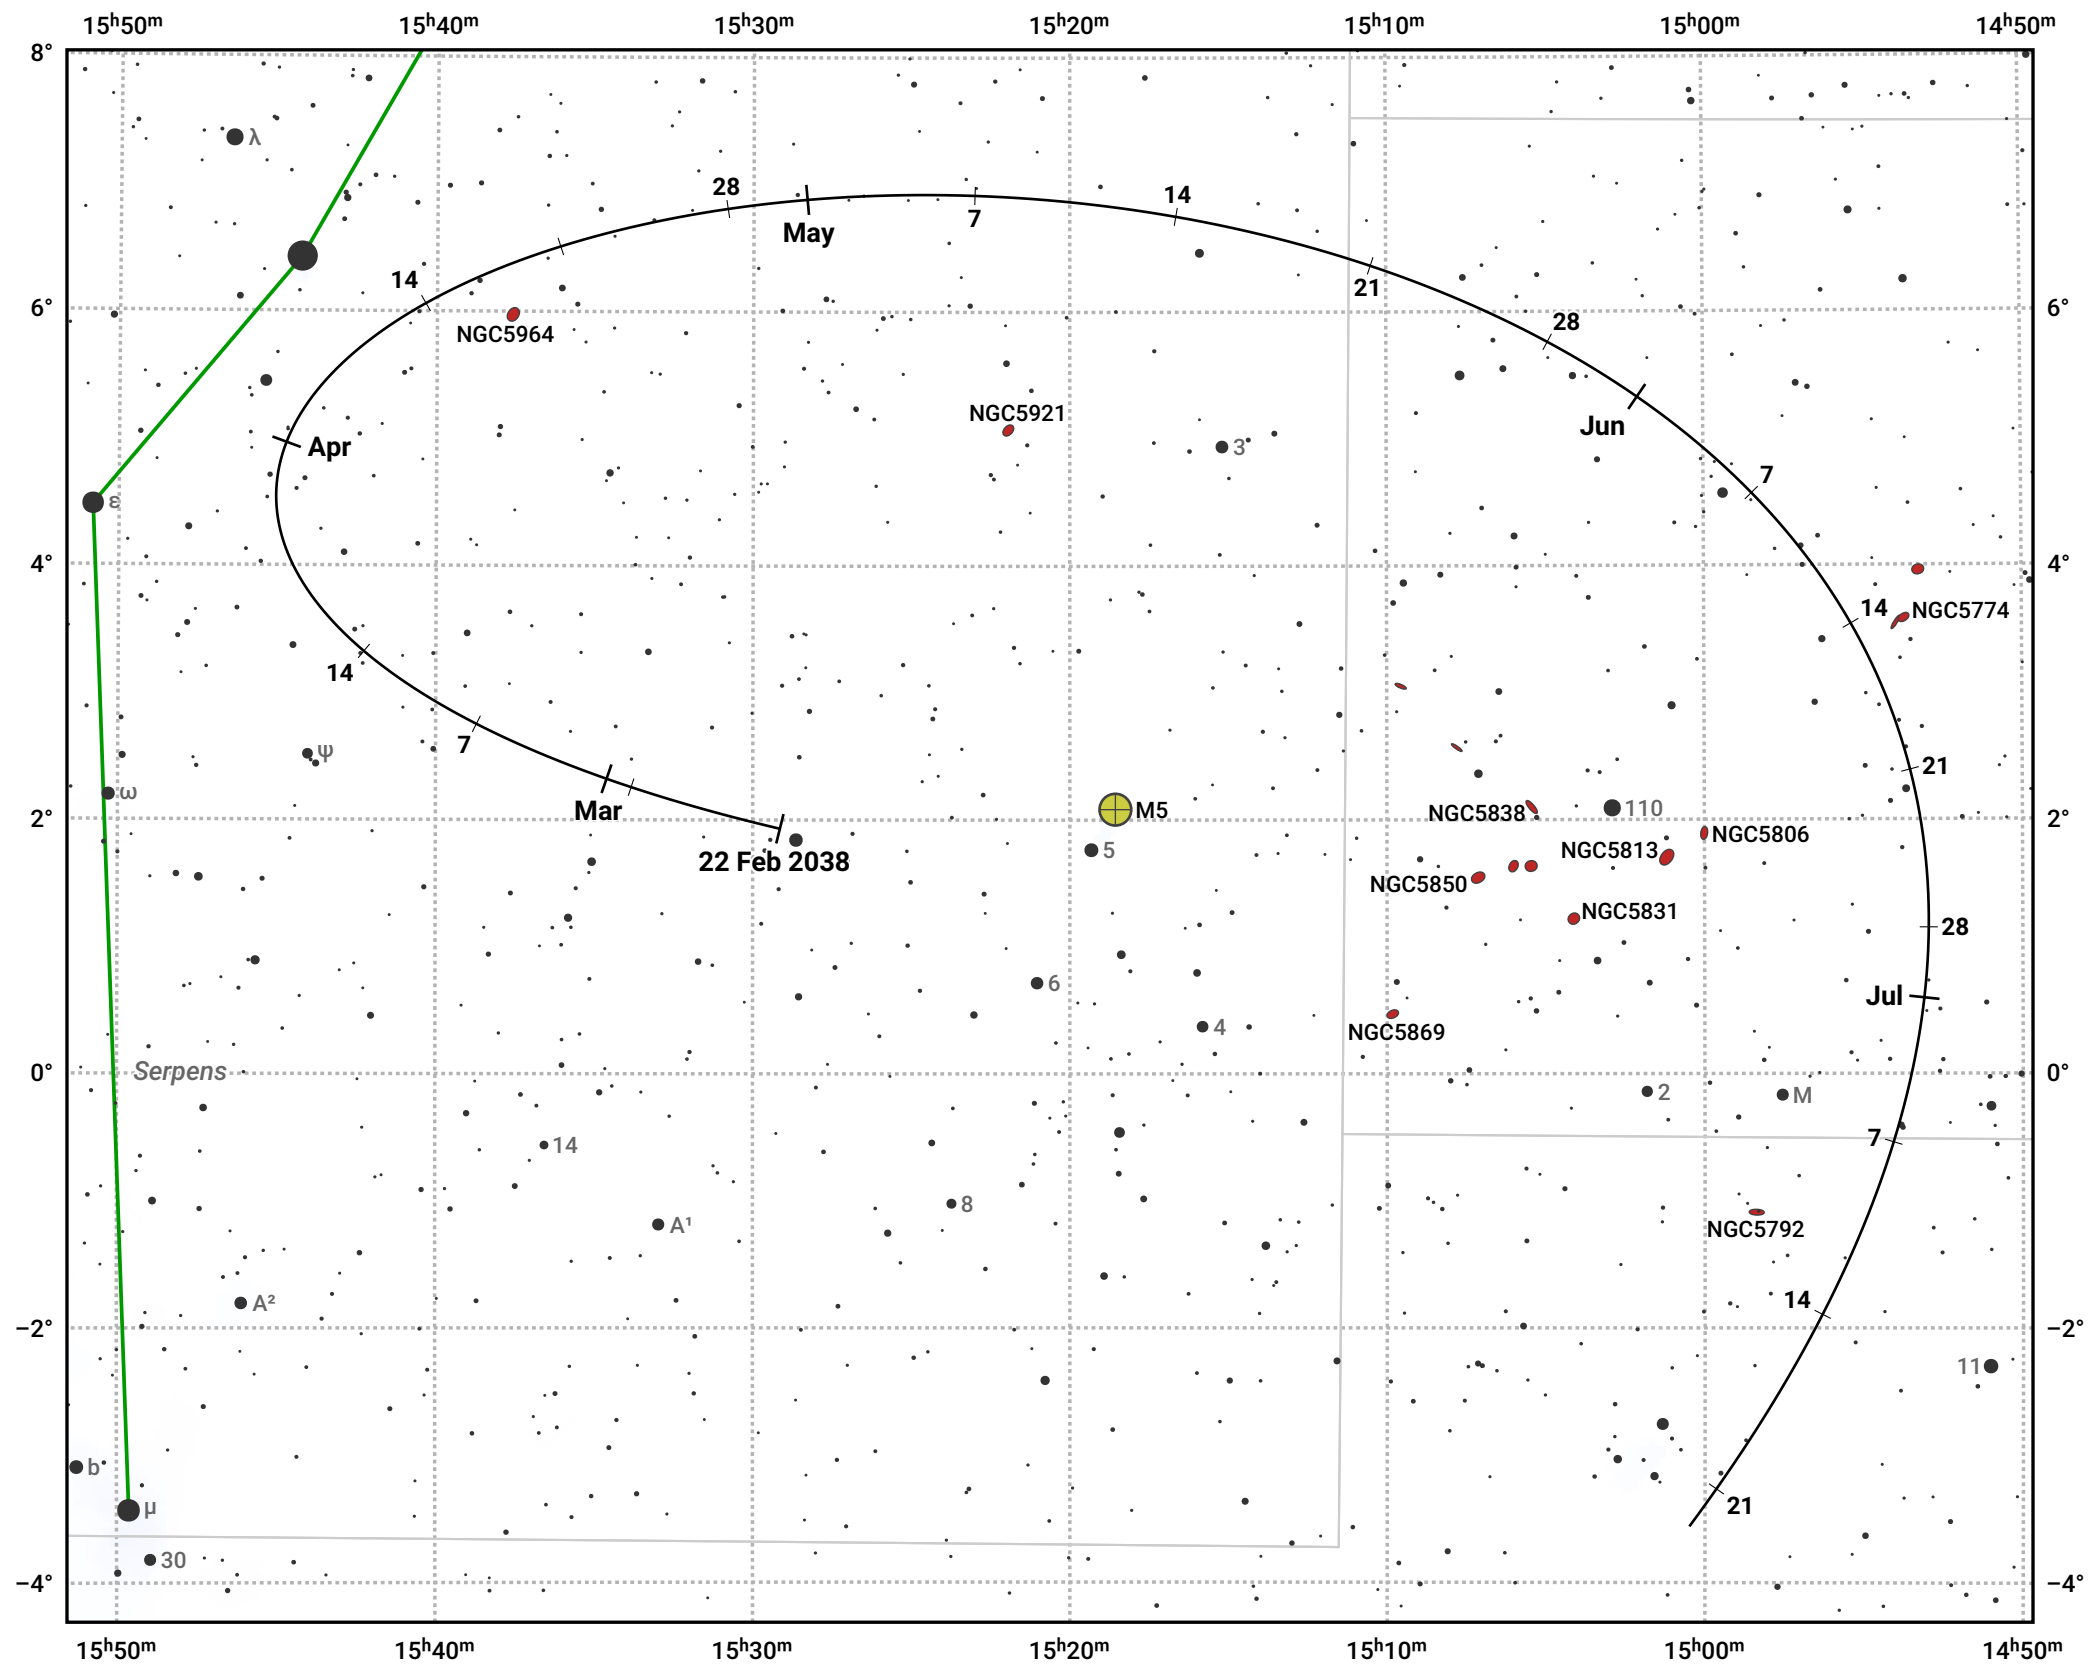 15ʰ50ᵐ 15ʰ40ᵐ 15ʰ30ᵐ 15ʰ20ᵐ 15ʰ10ᵐ 15ʰ00ᵐ 14ʰ50ᵐ
8°
λ
28
14
May
7
14
14
21
6°
6°
NGC5964
28
NGC5921
Jun
Apr
3
7
ε
4°
4°
14
NGC5774
14
7
ψ
21
ω
Mar
M5
NGC5838
110
2°
2°
22 Feb 2038
5
NGC5813
NGC5806
NGC5850
NGC5831
28
6
4
Jul
NGC5869
0°
Serpens
0°
2
M
14
7
8
A¹
NGC5792
A²
14
−2°
−2°
11
b
μ
21
30
−4°
−4°
15ʰ50ᵐ 15ʰ40ᵐ 15ʰ30ᵐ 15ʰ20ᵐ 15ʰ10ᵐ 15ʰ00ᵐ 14ʰ50ᵐ